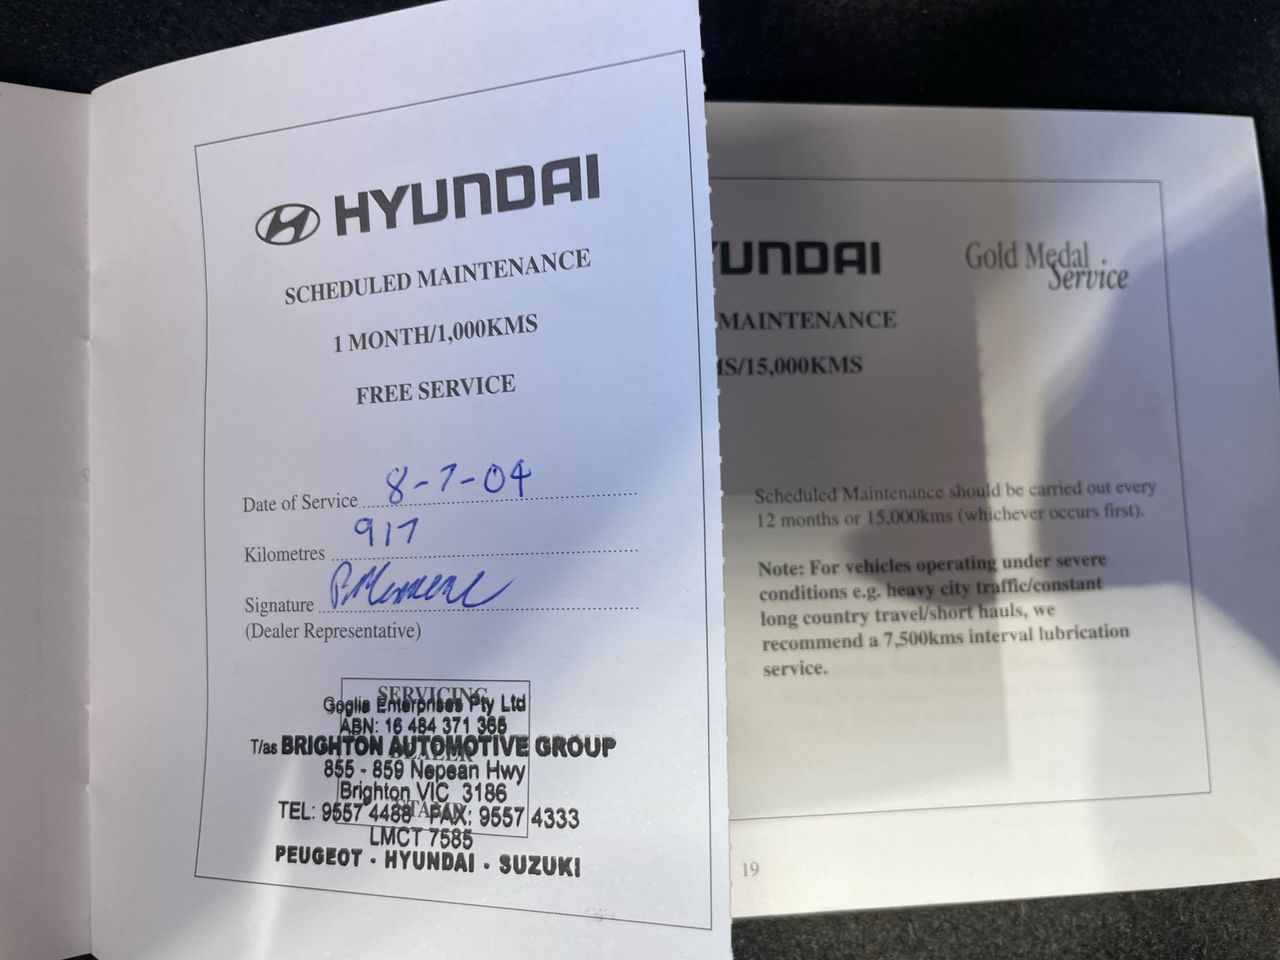 HYUNDAI
SCHEDULED MAINTENANCE
1 MONTH/1,000KMS
FREE SERVICE
Date of Service 8-7-04
Kilometres 917
Signature
(Dealer Representative)
SERVICING
Goglia Enterprises Pty Ltd
ABN: 16 484 371 365
T/as BRIGHTON AUTOMOTIVE GROUP
855 - 859 Nepean Hwy
Brighton VIC 3186
TEL: 9557 4488 FAX: 9557 4333
LMCT 7585
PEUGEOT - HYUNDAI - SUZUKI
YUNDAI
Gold Medal
Service
MAINTENANCE
S/15,000KMS
Scheduled Maintenance should be carried out every
12 months or 15,000kms (whichever occurs first).
Note: For vehicles operating under severe
conditions e.g. heavy city traffic/constant
long country travel/short hauls, we
recommend a 7,500kms interval lubrication
service.
19